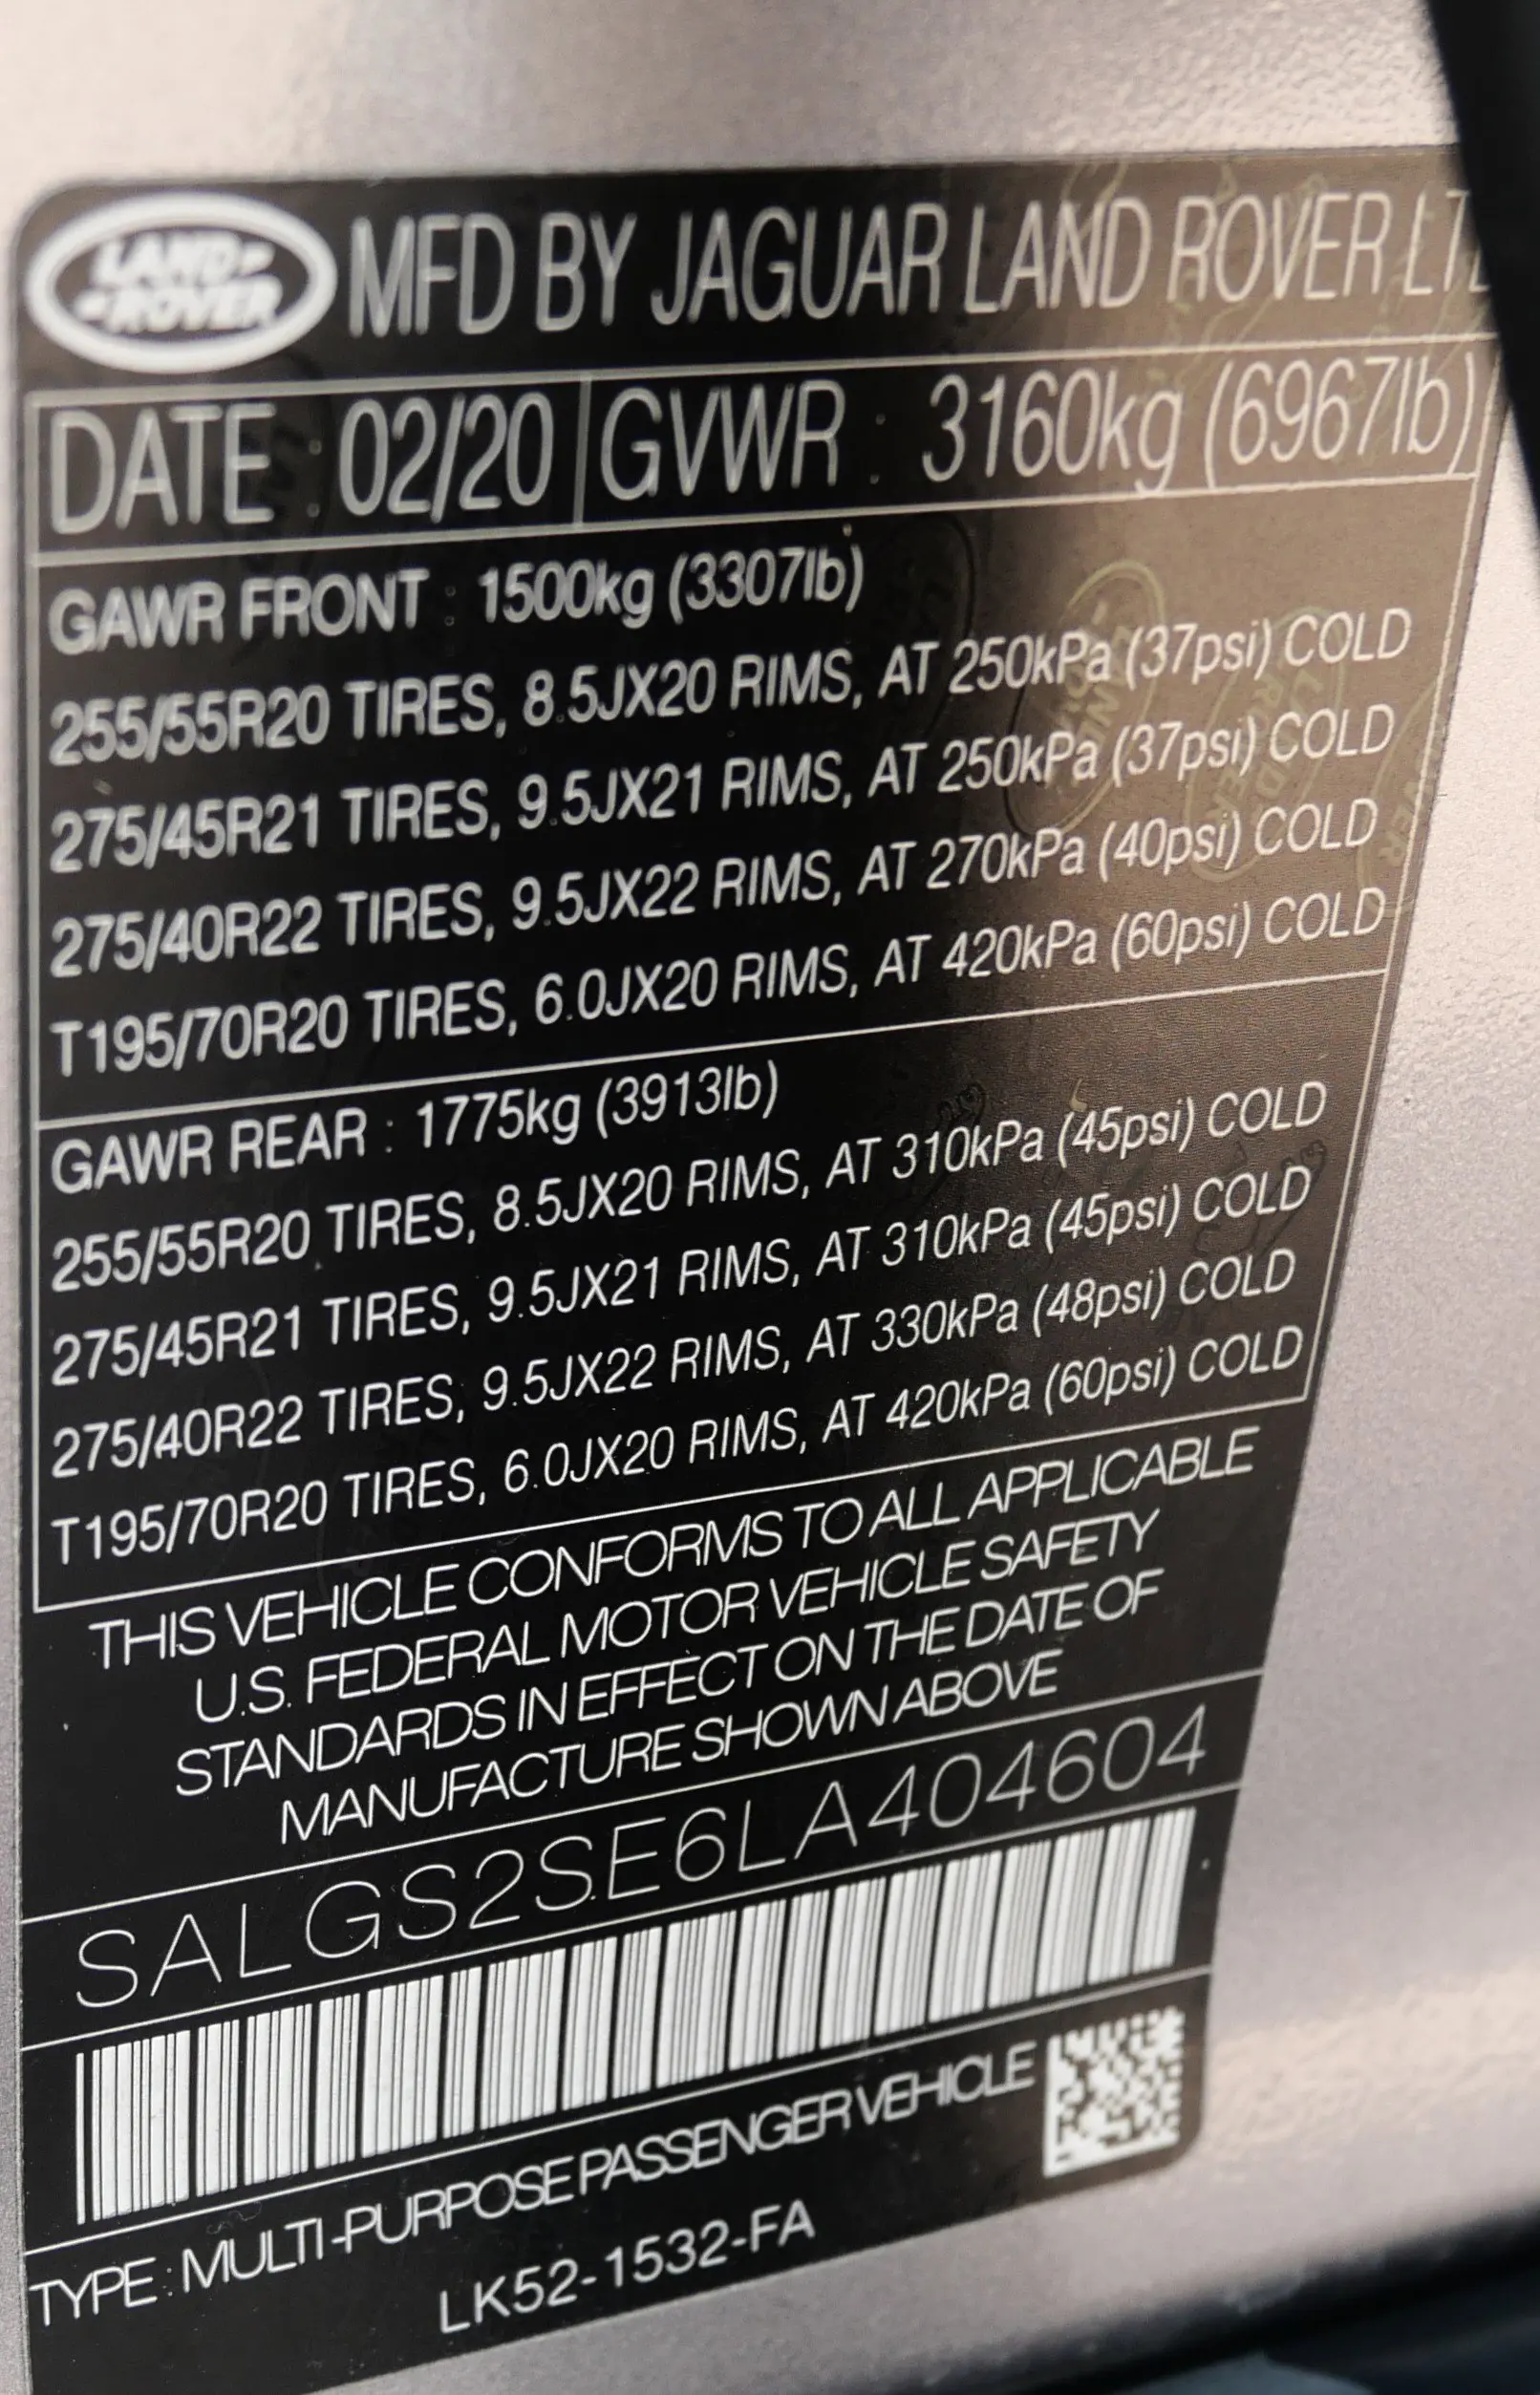 LAND-
-ROVER
MFD BY JAGUAR LAND ROVER
DATE : 02/20 GVWR : 3160kg (6967lb)
GAWR FRONT : 1500kg (3307lb)
255/55R20 TIRES, 8.5JX20 RIMS, AT 250kPa (37psi) COLD
275/45R21 TIRES, 9.5JX21 RIMS, AT 250kPa (37psi) COLD
275/40R22 TIRES, 9.5JX22 RIMS, AT 270kPa (40psi) COLD
T195/70R20 TIRES, 6.0JX20 RIMS, AT 420kPa (60psi) COLD
GAWR REAR : 1775kg (3913lb)
255/55R20 TIRES, 8.5JX20 RIMS, AT 310kPa (45psi) COLD
275/45R21 TIRES, 9.5JX21 RIMS, AT 310kPa (45psi) COLD
275/40R22 TIRES, 9.5JX22 RIMS, AT 330kPa (48psi) COLD
T195/70R20 TIRES, 6.0JX20 RIMS, AT 420kPa (60psi) COLD
THIS VEHICLE CONFORMS TO ALL APPLICABLE
U.S. FEDERAL MOTOR VEHICLE SAFETY
STANDARDS IN EFFECT ON THE DATE OF
MANUFACTURE SHOWN ABOVE
SALGS2SE6LA404604
TYPE : MULTI-PURPOSE PASSENGER VEHICLE
LK52-1532-FA